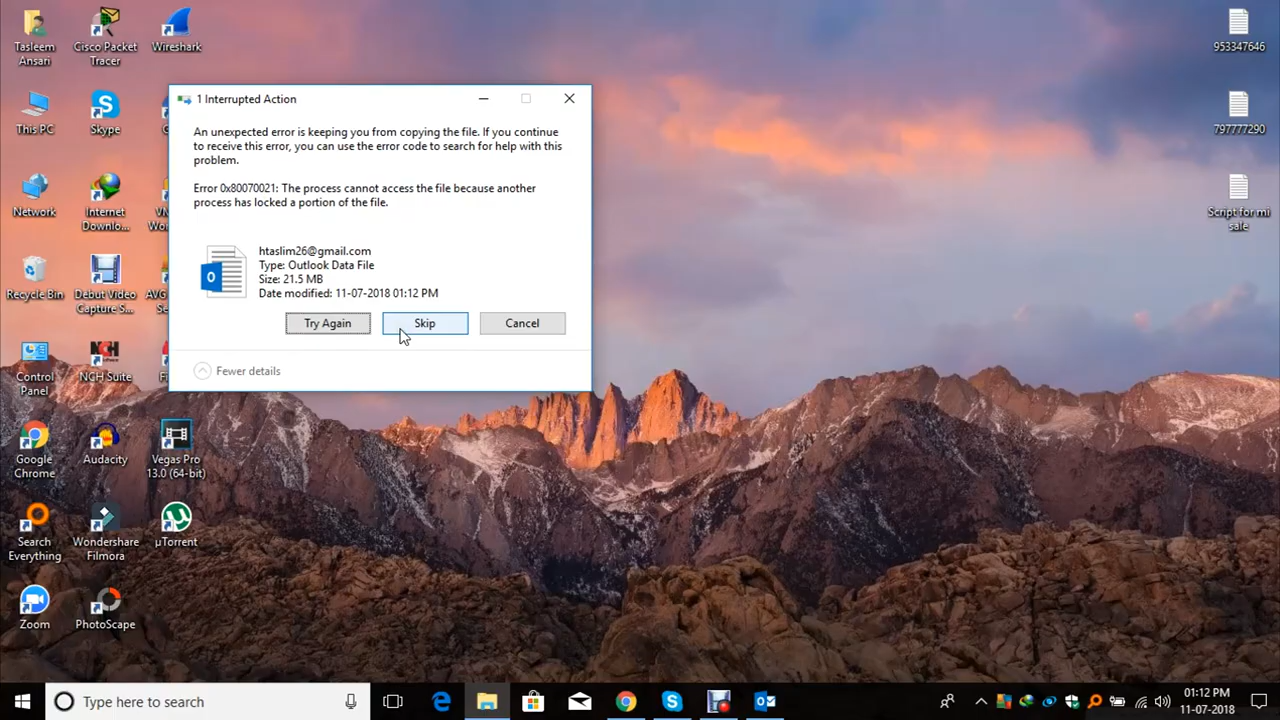 Tasleem
Ansari
Cisco Packet
Tracer
Wireshark
953347646
This PC
Skype
797777290
Network
Internet
Downlo...
Script for mi
sale
Recycle Bin
Debut Video
Capture S...
Control
Panel
NCH Suite
Google
Chrome
Audacity
Vegas Pro
13.0 (64-bit)
Search
Everything
Wondershare
Filmora
µTorrent
Zoom
PhotoScape
1 Interrupted Action
An unexpected error is keeping you from copying the file. If you continue
to receive this error, you can use the error code to search for help with this
problem.
Error 0x80070021: The process cannot access the file because another
process has locked a portion of the file.
htaslim26@gmail.com
Type: Outlook Data File
Size: 21.5 MB
Date modified: 11-07-2018 01:12 PM
Try Again
Skip
Cancel
Fewer details
Type here to search
01:12 PM
11-07-2018